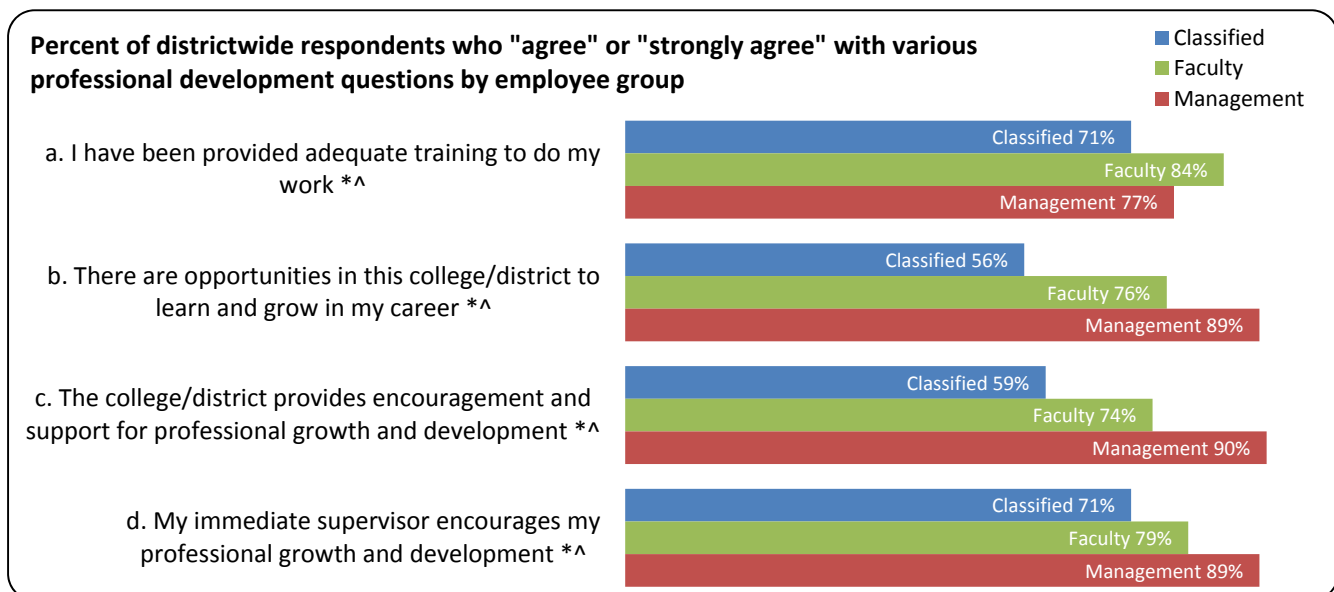 Percent of districtwide respondents who "agree" or "strongly agree" with various
professional development questions by employee group
Classified
Faculty
Management
a. I have been provided adequate training to do my
work *^
Classified 71%
Faculty 84%
Management 77%
b. There are opportunities in this college/district to
learn and grow in my career *^
Classified 56%
Faculty 76%
Management 89%
c. The college/district provides encouragement and
support for professional growth and development *^
Classified 59%
Faculty 74%
Management 90%
d. My immediate supervisor encourages my
professional growth and development *^
Classified 71%
Faculty 79%
Management 89%